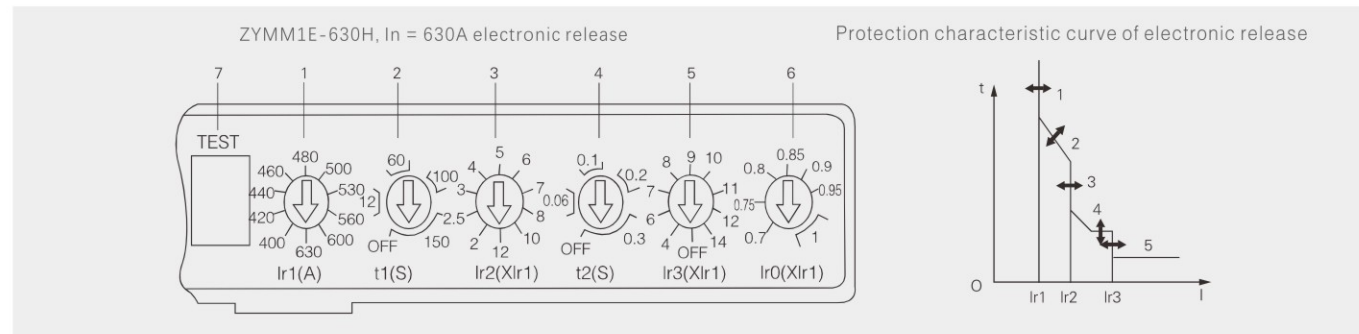 ZYMM1E-630H, In = 630A electronic release
Protection characteristic curve of electronic release
7 1 2 3 4 5 6
TEST
400 420 440 460 480 500 530 560 600 630
Ir1(A)
OFF 12 60 100 150
t1(S)
2 2.5 3 4 5 6 7 8 10 12
Ir2(XIr1)
OFF 0.06 0.1 0.2 0.3
t2(S)
4 6 7 8 9 10 11 12 14 OFF
Ir3(XIr1)
0.7 0.75 0.8 0.85 0.9 0.95 1
Ir0(XIr1)
t
1
2
3
4
5
O
Ir1 Ir2 Ir3 I